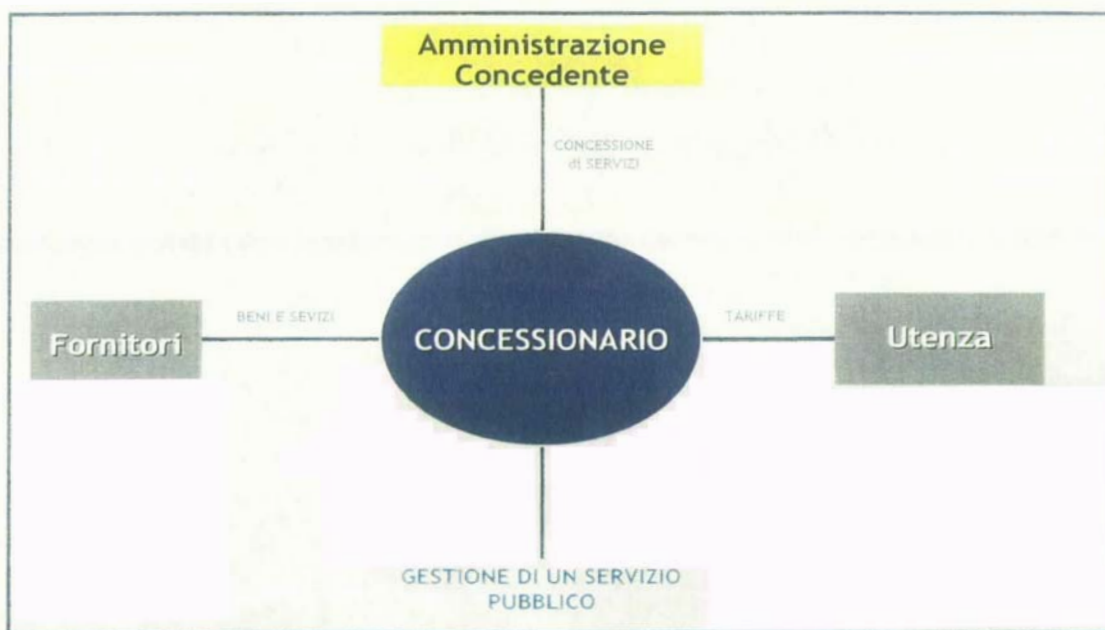 Amministrazione
Concedente
CONCESSIONE
di SERVIZI
Fornitori
BENI E SEVIZI
CONCESSIONARIO
TARIFFE
Utenza
GESTIONE DI UN SERVIZIO
PUBBLICO